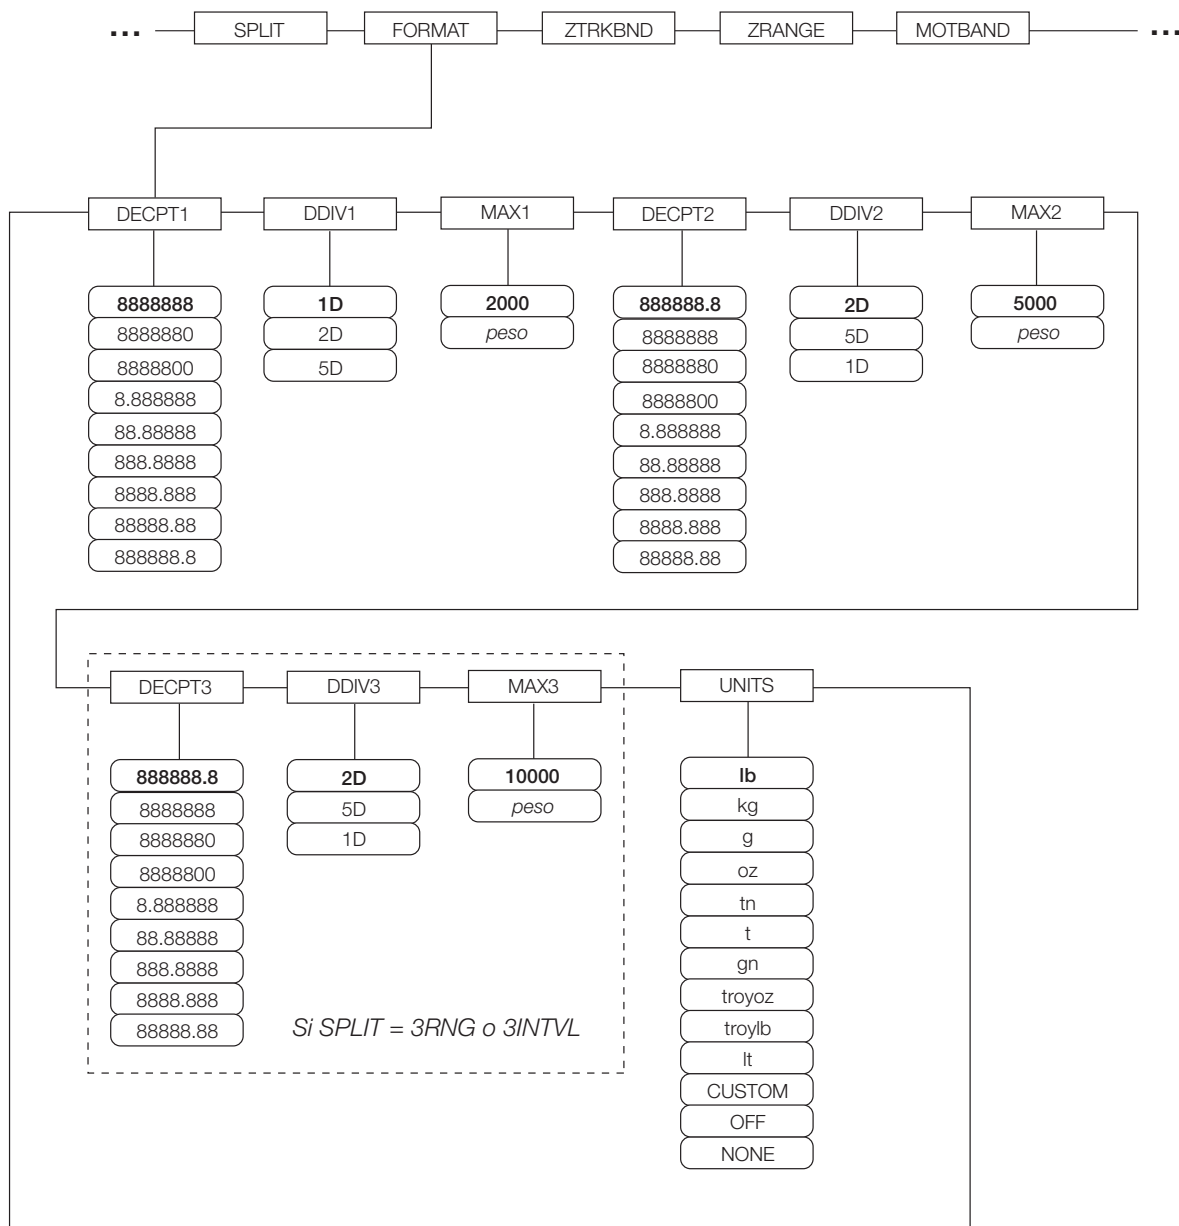 ... SPLIT FORMAT ZTRKBND ZRANGE MOTBAND ...
DECPT1 DDIV1 MAX1 DECPT2 DDIV2 MAX2
8888888 1D 2000 888888.8 2D 5000
8888880 2D peso 8888888 5D peso
8888800 5D 8888880 1D
8.888888 8888800
88.88888 8.888888
888.8888 88.88888
8888.888 888.8888
88888.88 8888.888
888888.8 88888.88
DECPT3 DDIV3 MAX3 UNITS
888888.8 2D 10000 lb
8888888 5D peso kg
8888880 1D g
8888800 oz
8.888888 tn
88.88888 t
888.8888 gn
8888.888 troyoz
88888.88 Si SPLIT = 3RNG o 3INTVL troylb
lt
CUSTOM
OFF
NONE